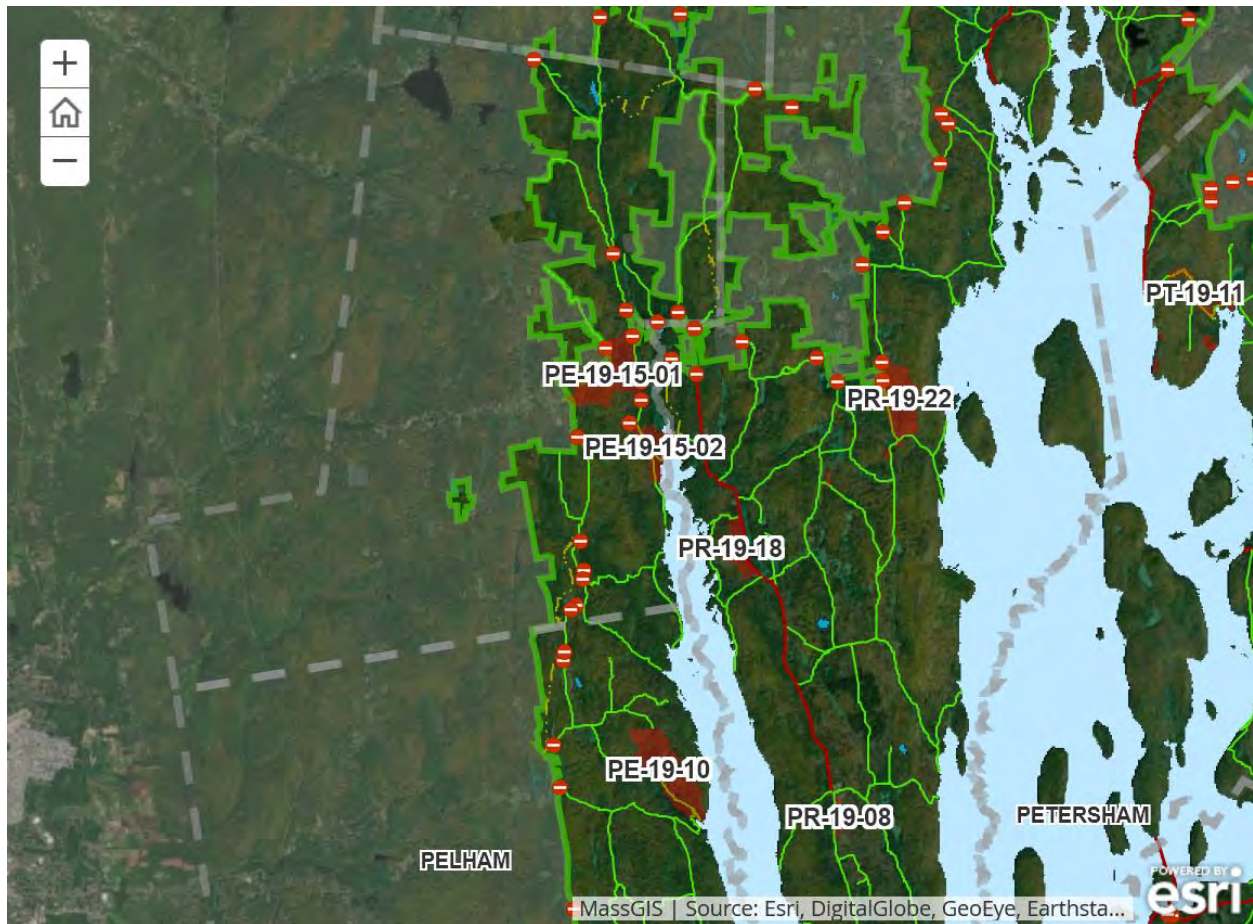 +
−
PT-19-11
PE-19-15-01
PR-19-22
PE-19-15-02
PR-19-18
PE-19-10
PR-19-08
PETERSHAM
PELHAM
POWERED BY
esri
MassGIS | Source: Esri, DigitalGlobe, GeoEye, Earthsta...